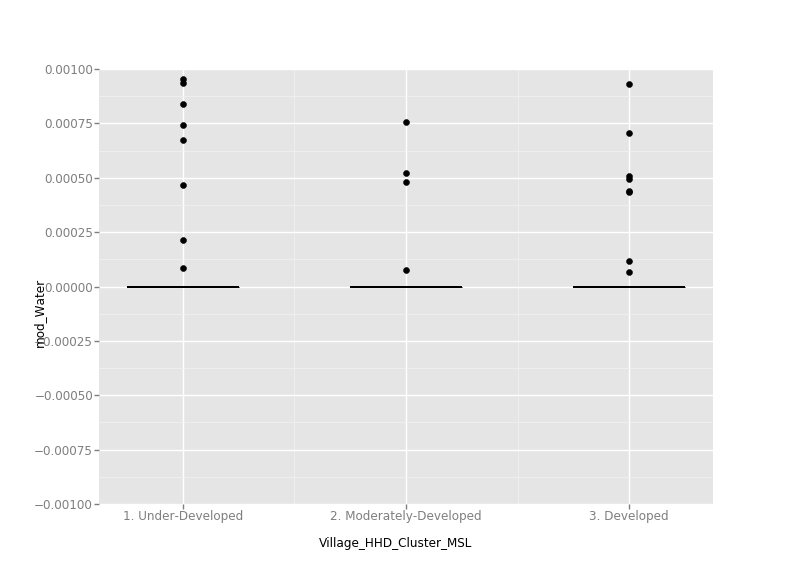 0.00100
0.00075
0.00050
0.00025
0.00000
−0.00025
−0.00050
−0.00075
−0.00100
mod_Water
1. Under-Developed
2. Moderately-Developed
3. Developed
Village_HHD_Cluster_MSL